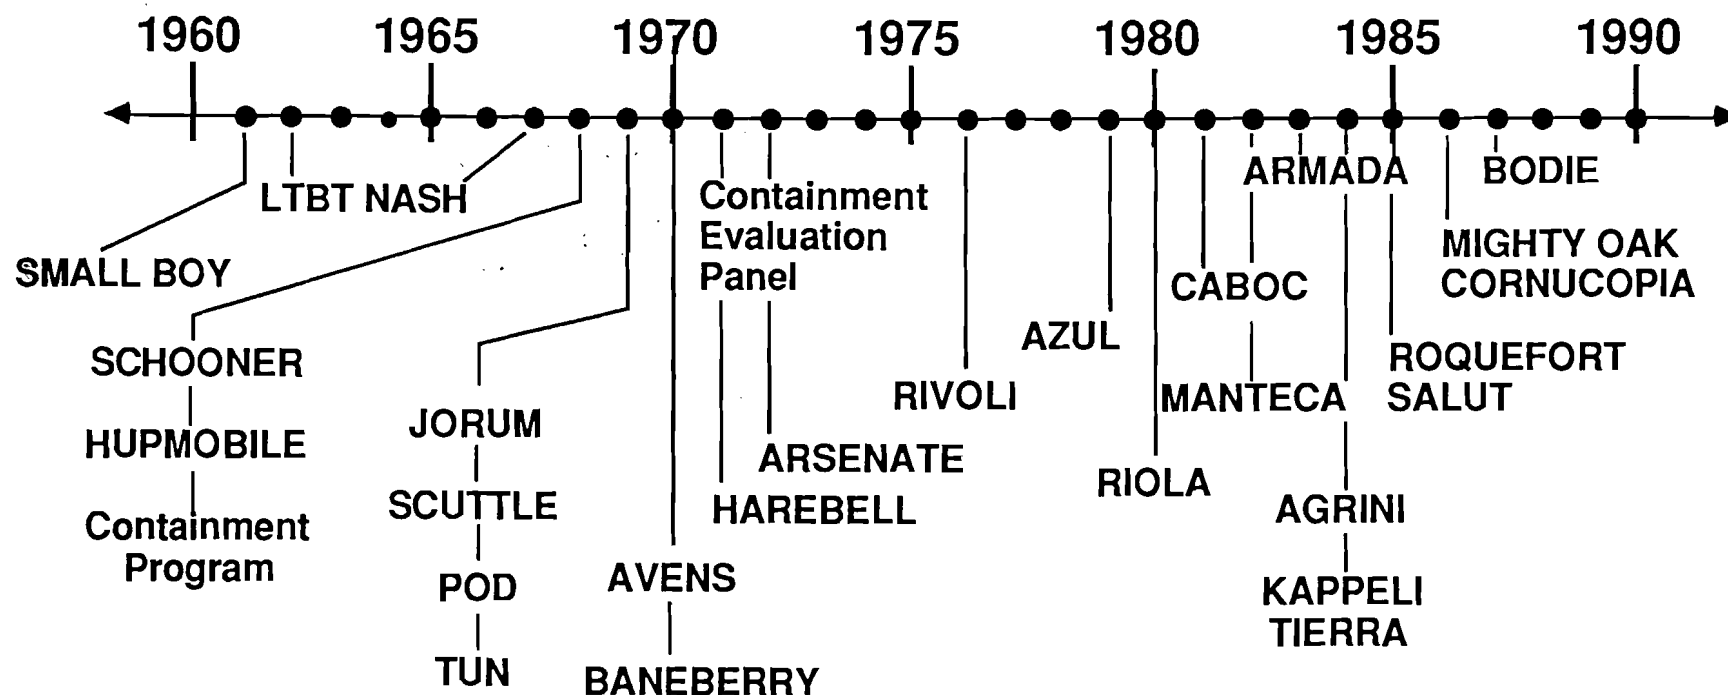 1960 1965 1970 1975 1980 1985 1990
LTBT NASH
SMALL BOY
SCHOONER
HUPMOBILE
Containment
Program
JORUM
SCUTTLE
POD
TUN
AVENS
BANEBERRY
Containment
Evaluation
Panel
ARSENATE
HAREBELL
RIVOLI
AZUL
RIOLA
CABOC
ARMADA
MANTECA
AGRINI
KAPPELI
TIERRA
ROQUEFORT
SALUT
BODIE
MIGHTY OAK
CORNUCOPIA